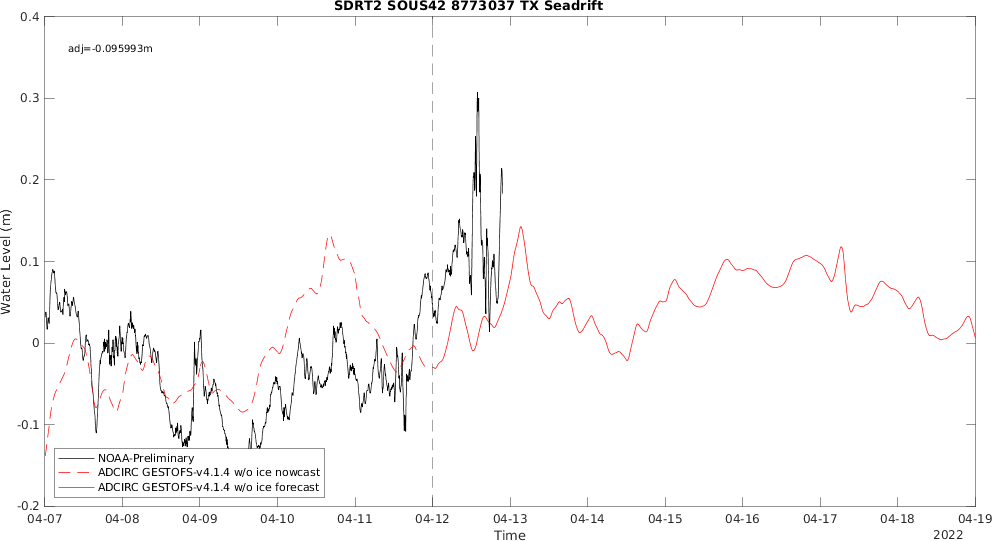 SDRT2 SOUS42 8773037 TX Seadrift
adj=-0.095993m
Water Level (m)
0.4
0.3
0.2
0.1
0
-0.1
-0.2
NOAA-Preliminary
ADCIRC GESTOFS-v4.1.4 w/o ice nowcast
ADCIRC GESTOFS-v4.1.4 w/o ice forecast
04-07 04-08 04-09 04-10 04-11 04-12 04-13 04-14 04-15 04-16 04-17 04-18 04-19
Time
2022